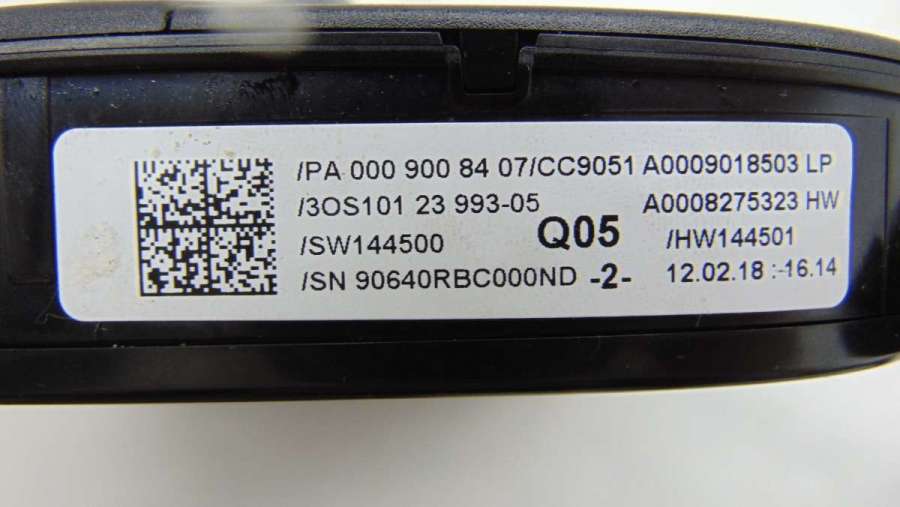 /PA 000 900 84 07/CC9051 A0009018503 LP
/3OS101 23 993-05 A0008275323 HW
/SW144500 Q05 /HW144501
/SN 90640RBC000ND -2- 12.02.18 :-16.14